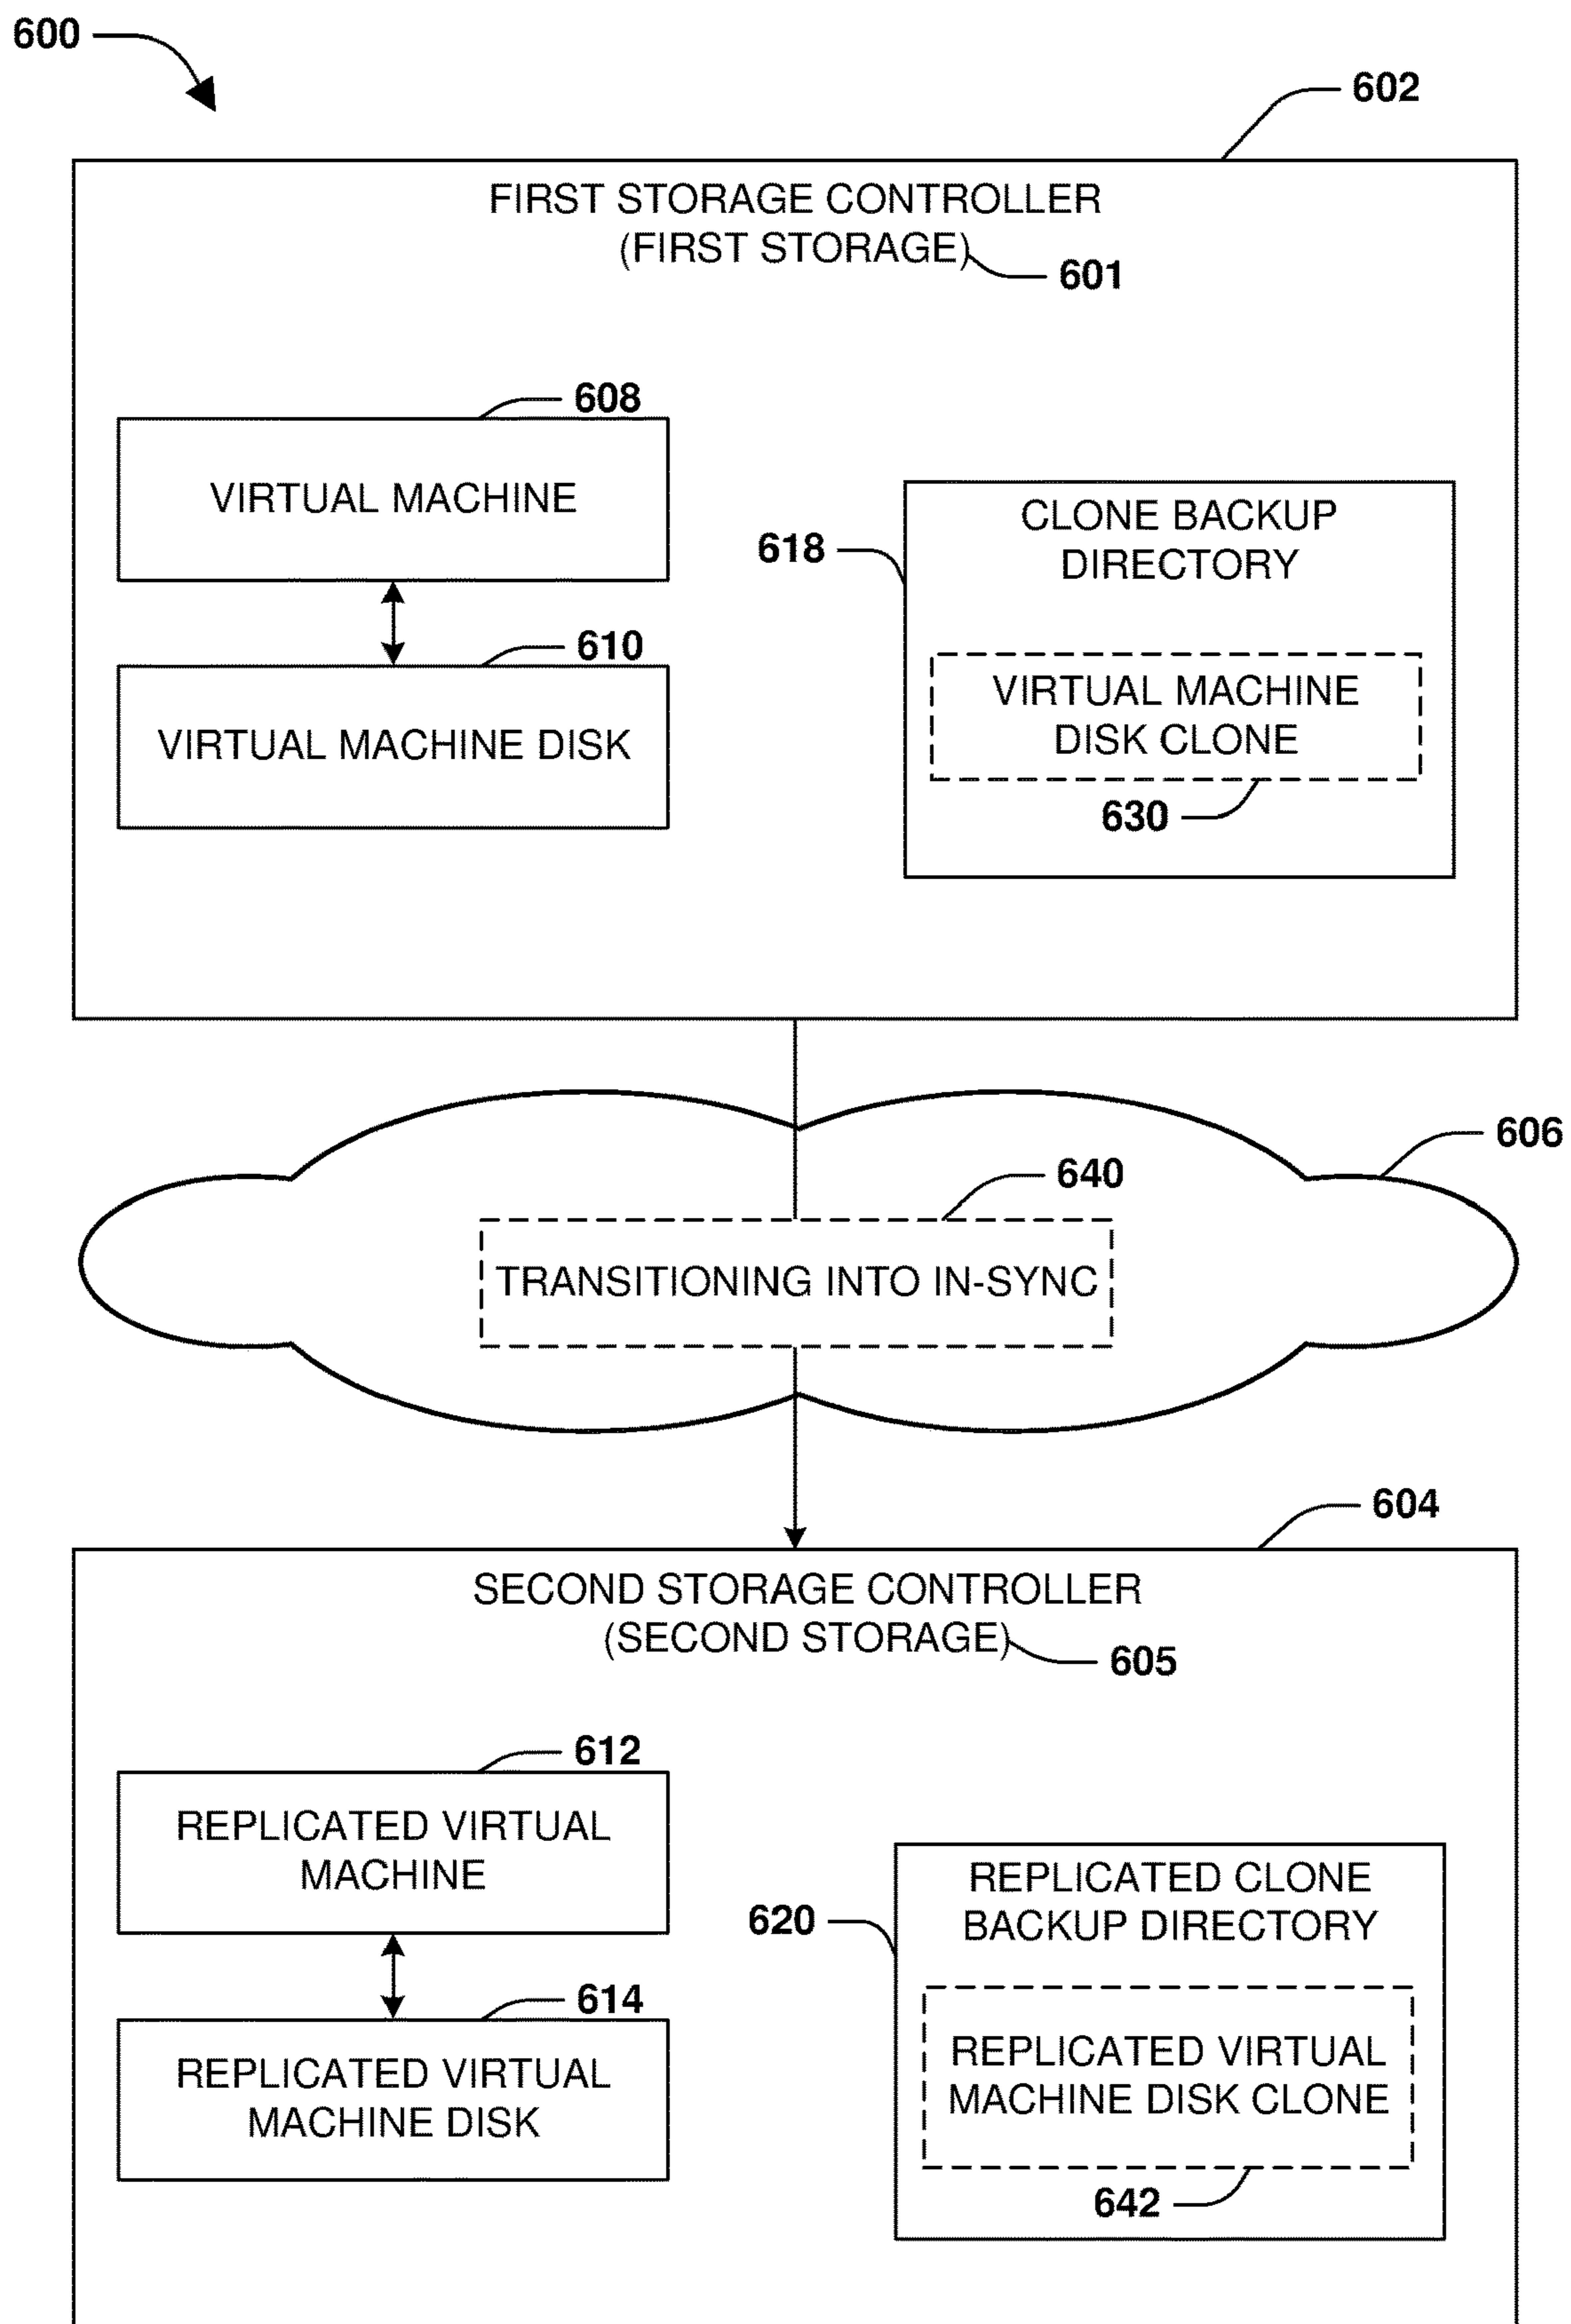 600
602
FIRST STORAGE CONTROLLER
(FIRST STORAGE)
601
608
VIRTUAL MACHINE
610
VIRTUAL MACHINE DISK
618
CLONE BACKUP
DIRECTORY
VIRTUAL MACHINE
DISK CLONE
630
606
640
TRANSITIONING INTO IN-SYNC
604
SECOND STORAGE CONTROLLER
(SECOND STORAGE)
605
612
REPLICATED VIRTUAL
MACHINE
614
REPLICATED VIRTUAL
MACHINE DISK
620
REPLICATED CLONE
BACKUP DIRECTORY
REPLICATED VIRTUAL
MACHINE DISK CLONE
642